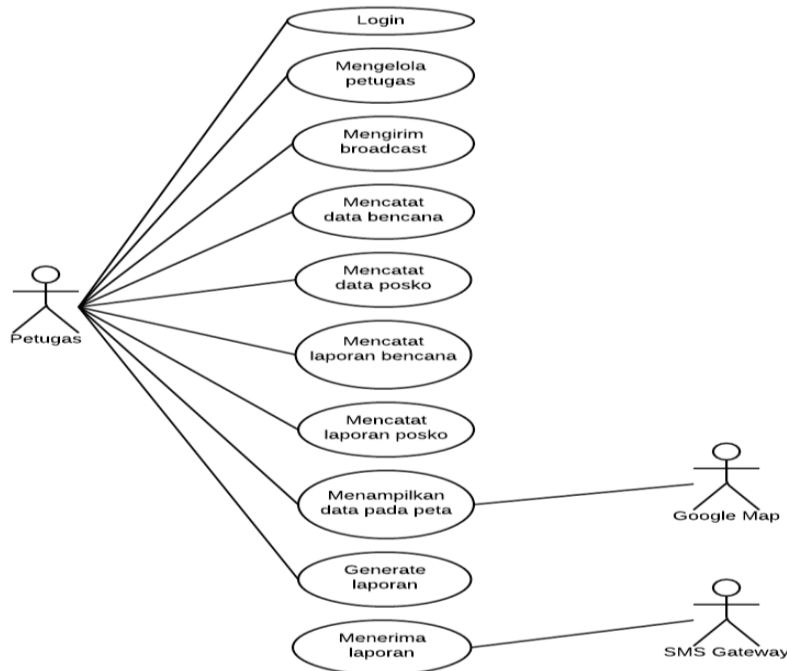 Login
Mengelola
petugas
Mengirim
broadcast
Mencatat
data bencana
Mencatat
data posko
Petugas
Mencatat
laporan bencana
Mencatat
laporan posko
Menampilkan
data pada peta
Google Map
Generate
laporan
Menerima
laporan
SMS Gateway